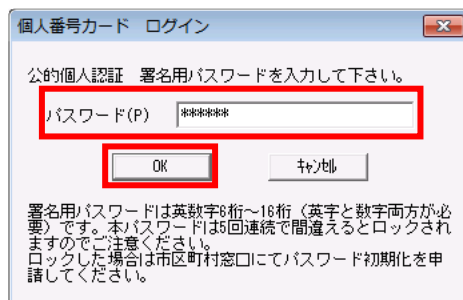 個人番号カード ログイン
公的個人認証 署名用パスワードを入力して下さい。
パスワード(P) ******
OK キャンセル
署名用パスワードは英数字6桁～16桁（英字と数字両方が必
要）です。本パスワードは5回連続で間違えるとロックされ
ますのでご注意ください。
ロックした場合は市区町村窓口にてパスワード初期化を申
請してください。